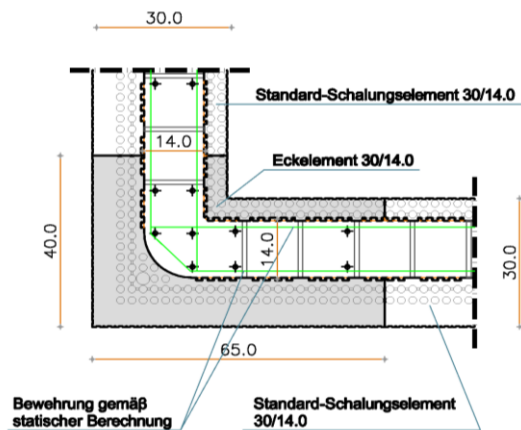 30.0
Standard-Schalungselement 30/14.0
14.0
Eckelement 30/14.0
40.0
14.0
30.0
65.0
Bewehrung gemäß
statischer Berechnung
Standard-Schalungselement
30/14.0